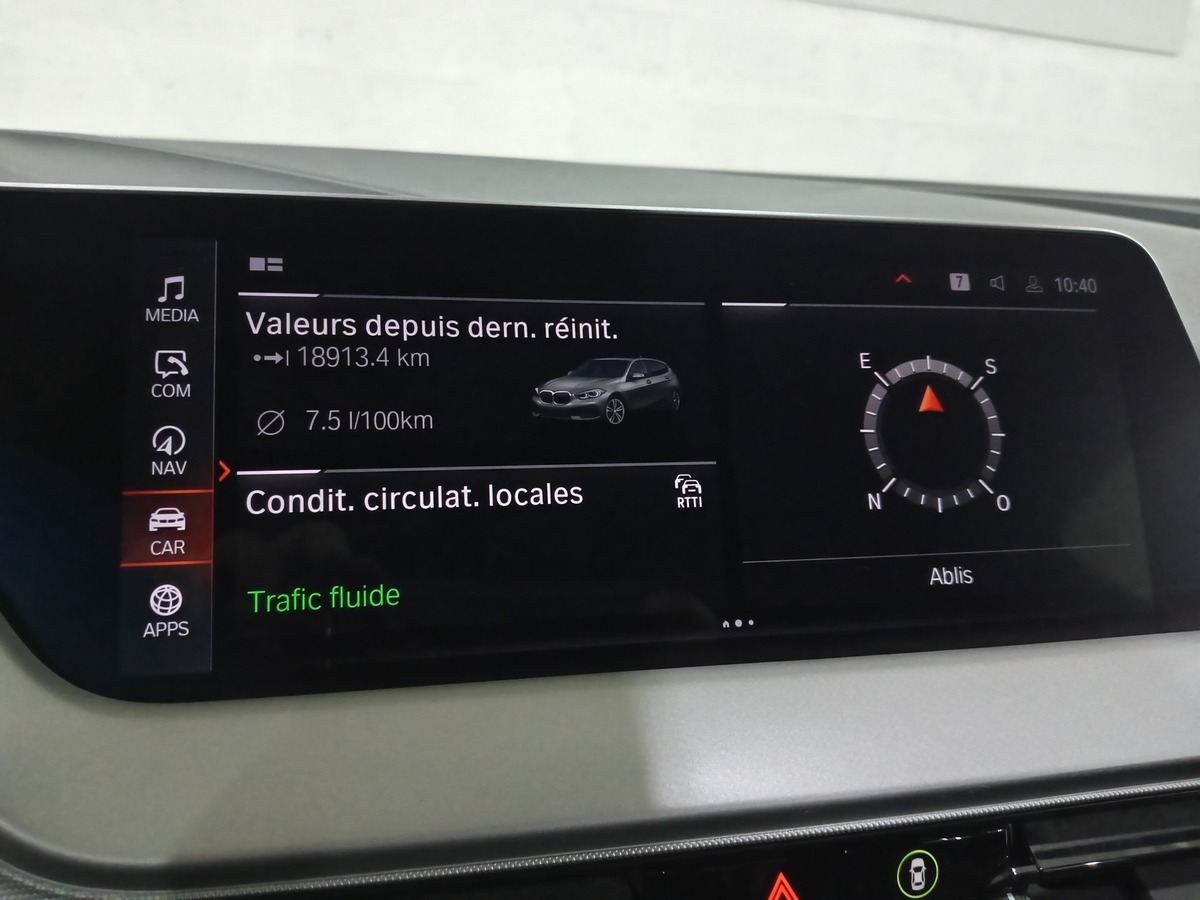 MEDIA
COM
NAV
CAR
APPS
Valeurs depuis dern. réinit.
18913.4 km
7.5 l/100km
Condit. circulat. locales
RTTI
Trafic fluide
7
10:40
E
S
N
O
Ablis